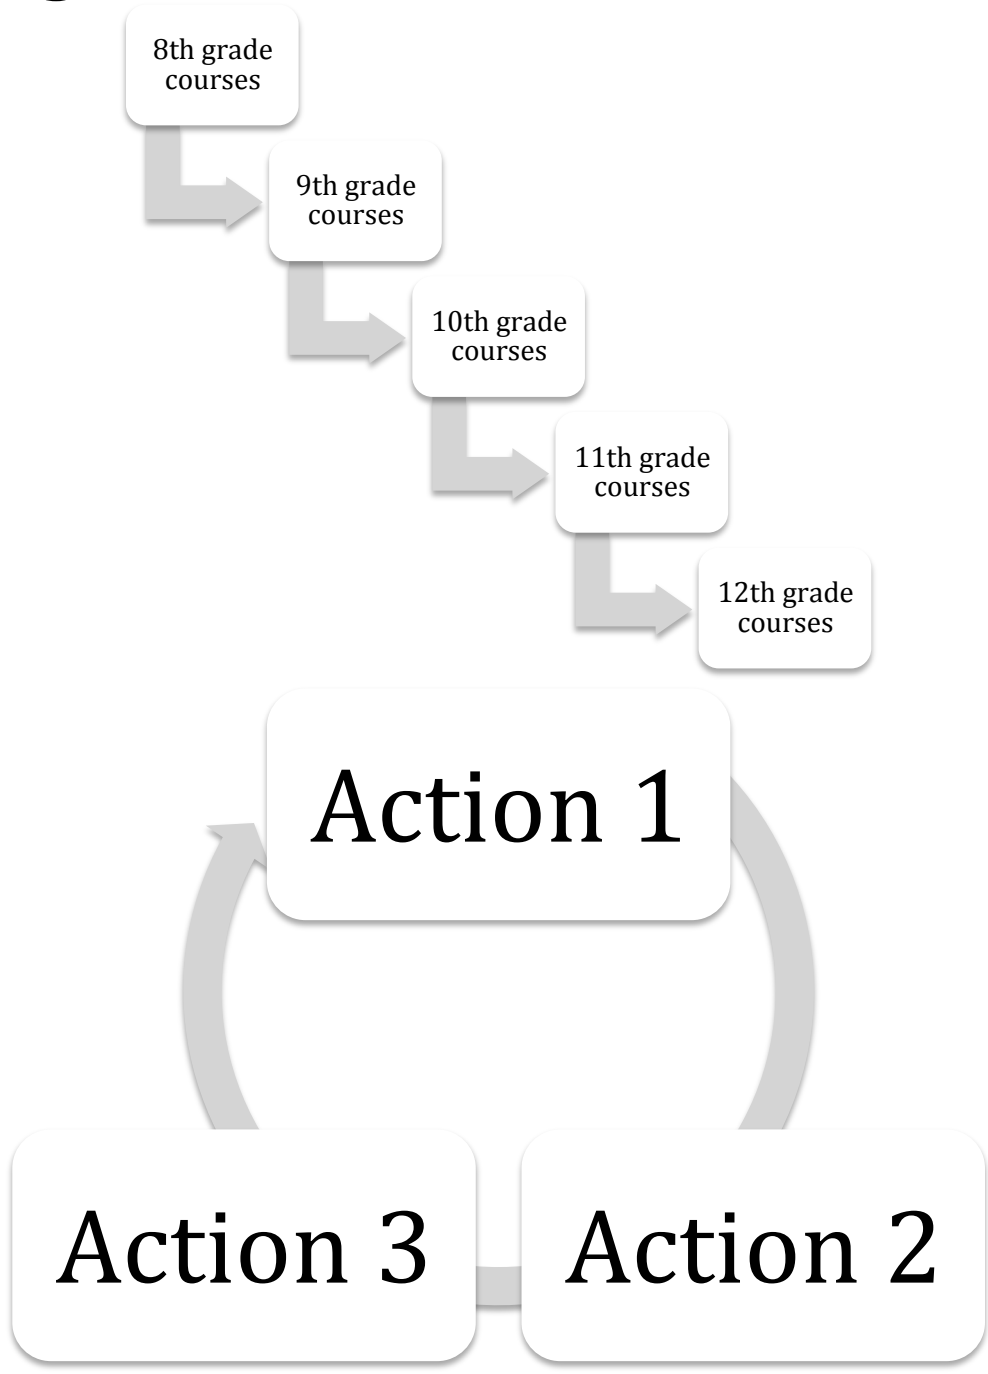 8th grade
courses
9th grade
courses
10th grade
courses
11th grade
courses
12th grade
courses
Action 1
Action 3
Action 2